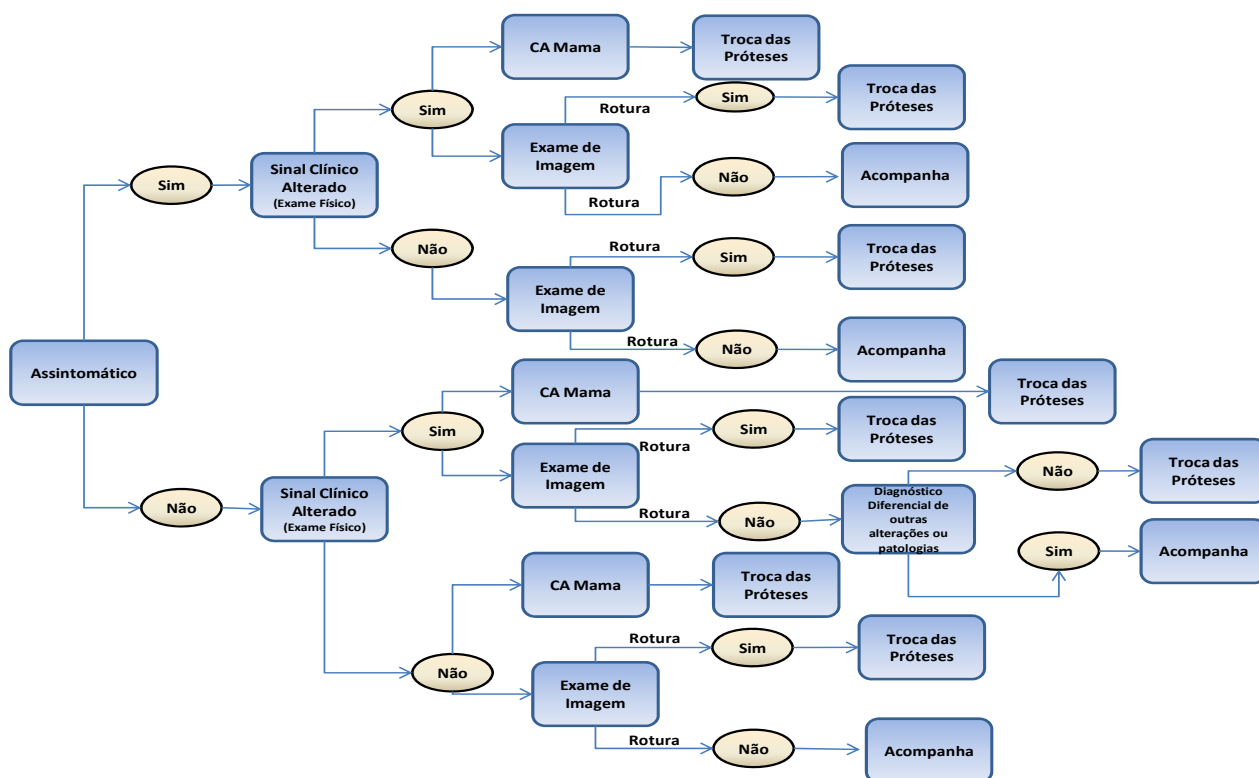 CA Mama
Troca das
Próteses
Sim
Rotura
Sim
Troca das
Próteses
Exame de
Imagem
Rotura
Não
Acompanha
Sim
Sinal Clínico
Alterado
(Exame Físico)
Não
Rotura
Sim
Troca das
Próteses
Exame de
Imagem
Rotura
Não
Acompanha
Assintomático
CA Mama
Troca das
Próteses
Sim
Rotura
Sim
Troca das
Próteses
Exame de
Imagem
Rotura
Não
Diagnóstico
Diferencial de
outras
alterações ou
patologias
Não
Troca das
Próteses
Sim
Acompanha
Não
Sinal Clínico
Alterado
(Exame Físico)
CA Mama
Troca das
Próteses
Não
Rotura
Sim
Troca das
Próteses
Exame de
Imagem
Rotura
Não
Acompanha